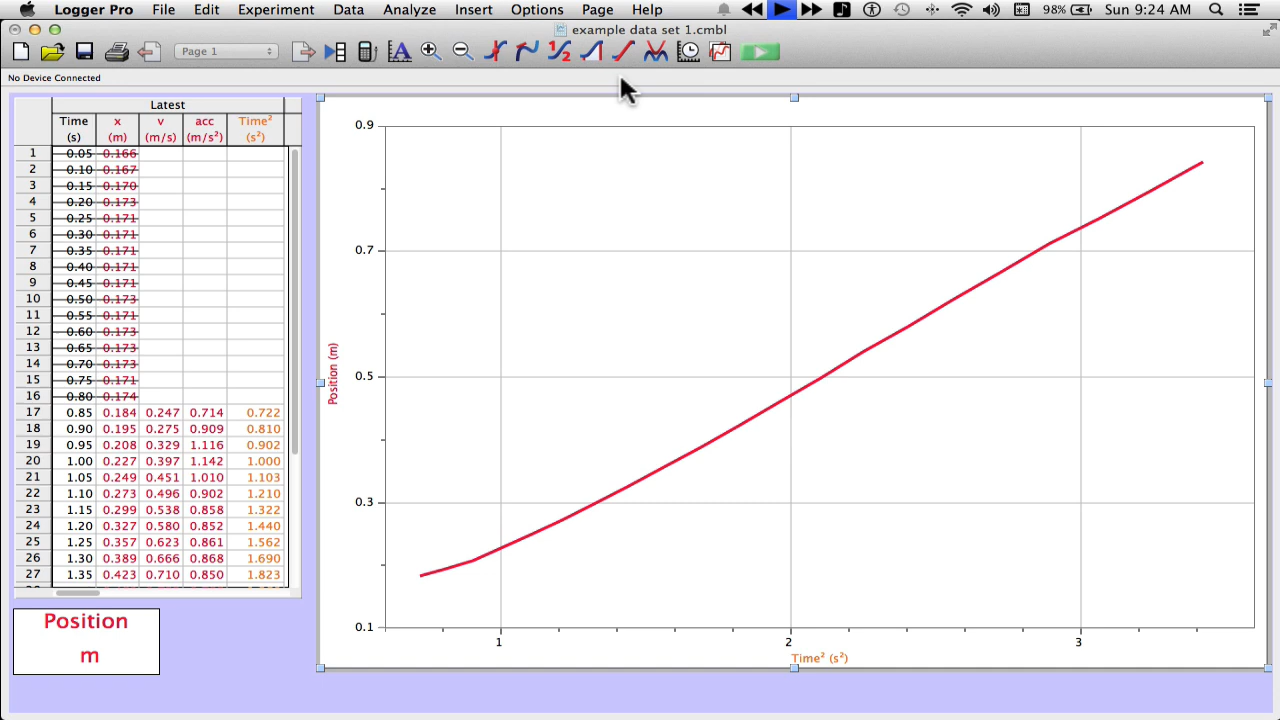 Logger Pro File Edit Experiment Data Analyze Insert Options Page Help 98% Sun 9:24 AM
example data set 1.cmbl
Page 1
No Device Connected
Latest
Time x v acc Time²
(s) (m) (m/s) (m/s²) (s²)
1 0.05 0.166
2 0.10 0.167
3 0.15 0.170
4 0.20 0.173
5 0.25 0.171
6 0.30 0.171
7 0.35 0.171
8 0.40 0.171
9 0.45 0.171
10 0.50 0.173
11 0.55 0.171
12 0.60 0.173
13 0.65 0.173
14 0.70 0.173
15 0.75 0.171
16 0.80 0.174
17 0.85 0.184 0.247 0.714 0.722
18 0.90 0.195 0.275 0.909 0.810
19 0.95 0.208 0.329 1.116 0.902
20 1.00 0.227 0.397 1.142 1.000
21 1.05 0.249 0.451 1.010 1.103
22 1.10 0.273 0.496 0.902 1.210
23 1.15 0.299 0.538 0.858 1.322
24 1.20 0.327 0.580 0.852 1.440
25 1.25 0.357 0.623 0.861 1.562
26 1.30 0.389 0.666 0.868 1.690
27 1.35 0.423 0.710 0.850 1.823
Position
m
0.9
0.7
0.5
0.3
0.1
Position (m)
1 2 3
Time² (s²)